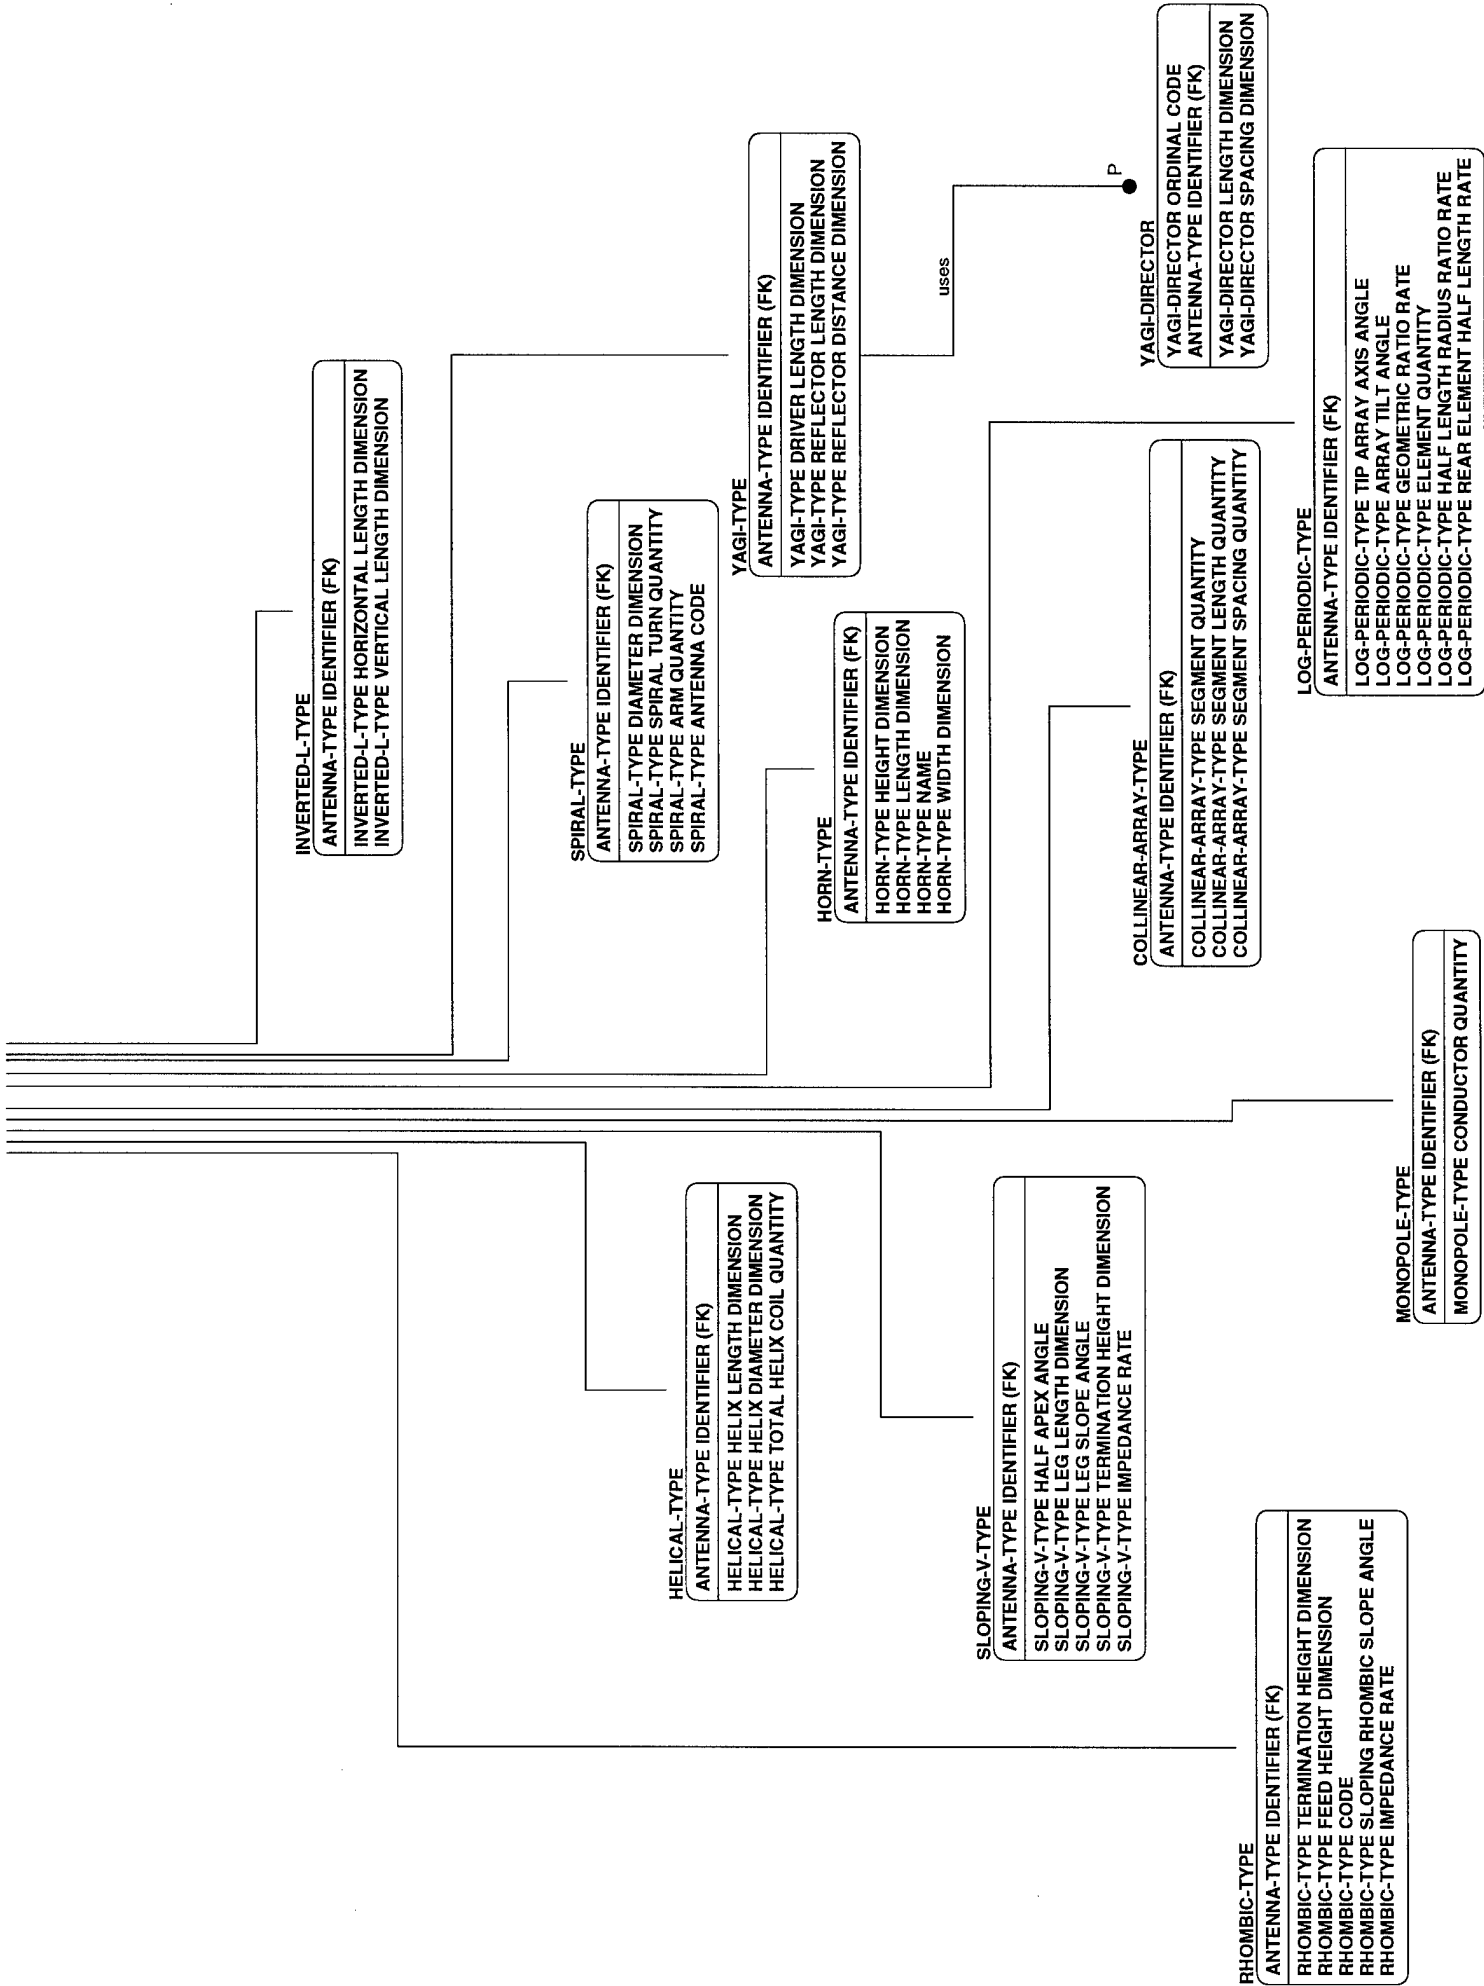 INVERTED-L-TYPE
ANTENNA-TYPE IDENTIFIER (FK)
INVERTED-L-TYPE HORIZONTAL LENGTH DIMENSION
INVERTED-L-TYPE VERTICAL LENGTH DIMENSION
SPIRAL-TYPE
ANTENNA-TYPE IDENTIFIER (FK)
SPIRAL-TYPE DIAMETER DIMENSION
SPIRAL-TYPE SPIRAL TURN QUANTITY
SPIRAL-TYPE ARM QUANTITY
SPIRAL-TYPE ANTENNA CODE
HELICAL-TYPE
ANTENNA-TYPE IDENTIFIER (FK)
HELICAL-TYPE HELIX LENGTH DIMENSION
HELICAL-TYPE HELIX DIAMETER DIMENSION
HELICAL-TYPE TOTAL HELIX COIL QUANTITY
YAGI-TYPE
ANTENNA-TYPE IDENTIFIER (FK)
YAGI-TYPE DRIVER LENGTH DIMENSION
YAGI-TYPE REFLECTOR LENGTH DIMENSION
YAGI-TYPE REFLECTOR DISTANCE DIMENSION
HORN-TYPE
ANTENNA-TYPE IDENTIFIER (FK)
HORN-TYPE HEIGHT DIMENSION
HORN-TYPE LENGTH DIMENSION
HORN-TYPE NAME
HORN-TYPE WIDTH DIMENSION
uses
P
SLOPING-V-TYPE
ANTENNA-TYPE IDENTIFIER (FK)
SLOPING-V-TYPE HALF APEX ANGLE
SLOPING-V-TYPE LEG LENGTH DIMENSION
SLOPING-V-TYPE LEG SLOPE ANGLE
SLOPING-V-TYPE TERMINATION HEIGHT DIMENSION
SLOPING-V-TYPE IMPEDANCE RATE
COLLINEAR-ARRAY-TYPE
ANTENNA-TYPE IDENTIFIER (FK)
COLLINEAR-ARRAY-TYPE SEGMENT QUANTITY
COLLINEAR-ARRAY-TYPE SEGMENT LENGTH QUANTITY
COLLINEAR-ARRAY-TYPE SEGMENT SPACING QUANTITY
YAGI-DIRECTOR
YAGI-DIRECTOR ORDINAL CODE
ANTENNA-TYPE IDENTIFIER (FK)
YAGI-DIRECTOR LENGTH DIMENSION
YAGI-DIRECTOR SPACING DIMENSION
RHOMBIC-TYPE
ANTENNA-TYPE IDENTIFIER (FK)
RHOMBIC-TYPE TERMINATION HEIGHT DIMENSION
RHOMBIC-TYPE FEED HEIGHT DIMENSION
RHOMBIC-TYPE CODE
RHOMBIC-TYPE SLOPING RHOMBIC SLOPE ANGLE
RHOMBIC-TYPE IMPEDANCE RATE
LOG-PERIODIC-TYPE
ANTENNA-TYPE IDENTIFIER (FK)
LOG-PERIODIC-TYPE TIP ARRAY AXIS ANGLE
LOG-PERIODIC-TYPE ARRAY TILT ANGLE
LOG-PERIODIC-TYPE GEOMETRIC RATIO RATE
LOG-PERIODIC-TYPE ELEMENT QUANTITY
LOG-PERIODIC-TYPE HALF LENGTH RADIUS RATIO RATE
LOG-PERIODIC-TYPE REAR ELEMENT HALF LENGTH RATE
MONOPOLE-TYPE
ANTENNA-TYPE IDENTIFIER (FK)
MONOPOLE-TYPE CONDUCTOR QUANTITY